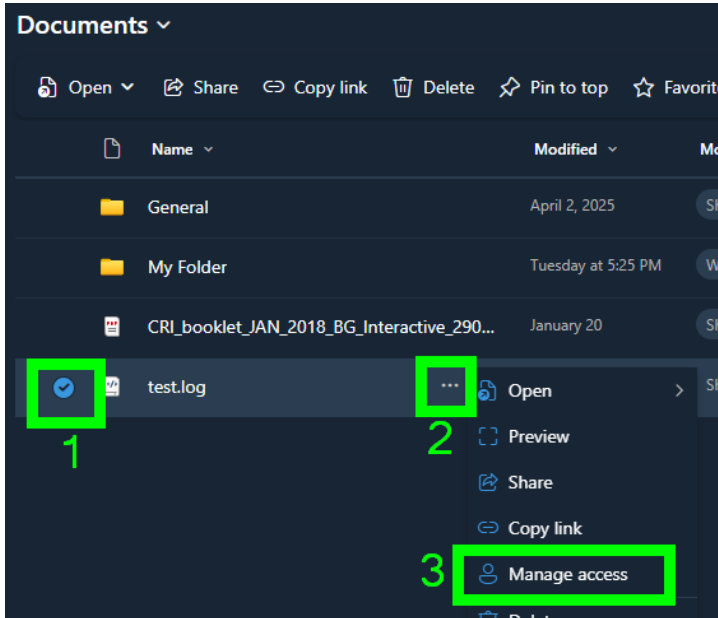 Documents
Open Share Copy link Delete Pin to top
Name Modified
General April 2, 2025
My Folder Tuesday at 5:25 PM
CRI_booklet_JAN_2018_BG_Interactive_290... January 20
test.log ...
1
2
Open
Preview
Share
Copy link
3 Manage access